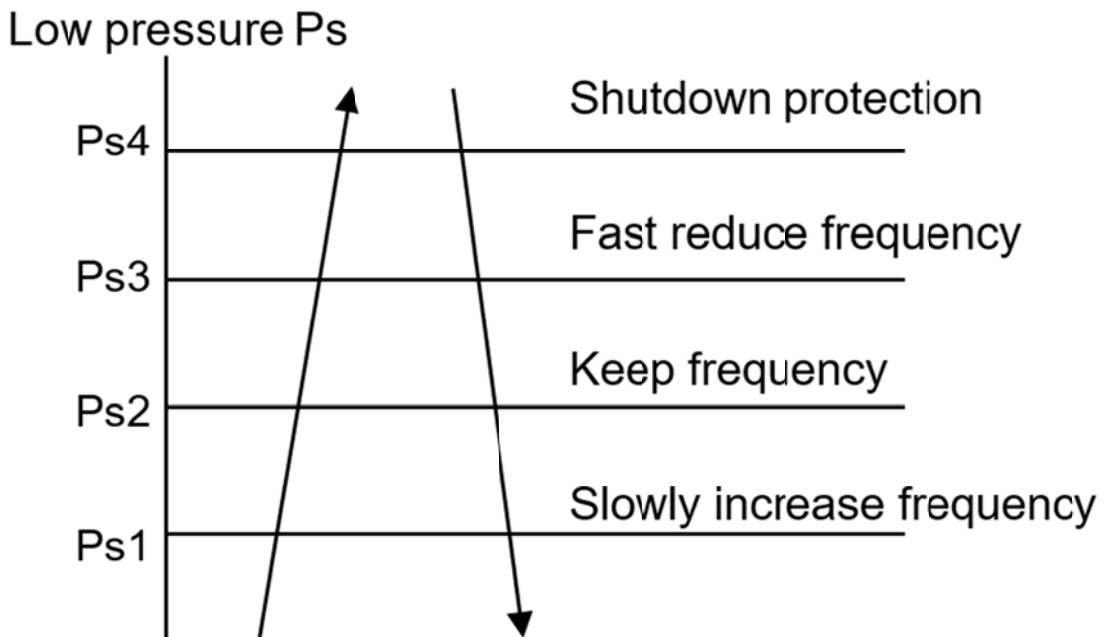 Low pressure Ps
Shutdown protection
Ps4
Fast reduce frequency
Ps3
Keep frequency
Ps2
Slowly increase frequency
Ps1